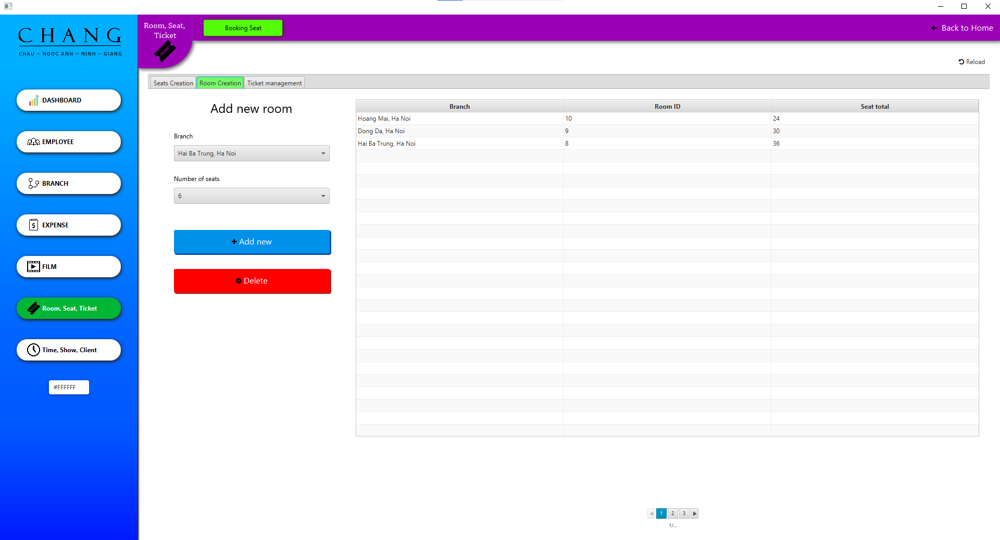 CHANG
CHAU – NGOC ANH – NINH – GIANG
DASHBOARD
EMPLOYEE
BRANCH
$ EXPENSE
FILM
Room, Seat, Ticket
Time, Show, Client
#FFFFFF
Room, Seat,
Ticket
TICKET
Booking Seat
Back to Home
Reload
Seats Creation
Room Creation
Ticket management
Add new room
Branch
Hai Ba Trung, Ha Noi
Number of seats
6
+ Add new
Delete
Branch Room ID Seat total
Hoang Mai, Ha Noi 10 24
Dong Da, Ha Noi 9 30
Hai Ba Trung, Ha Noi 8 36
1 2 3
1/...